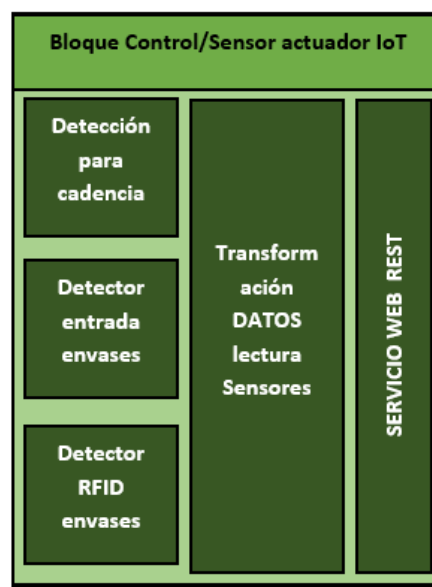 Bloque Control/Sensor actuador IoT
Detección
para
cadencia
Detector
entrada
envases
Detector
RFID
envases
Transform
ación
DATOS
lectura
Sensores
SERVICIO WEB REST